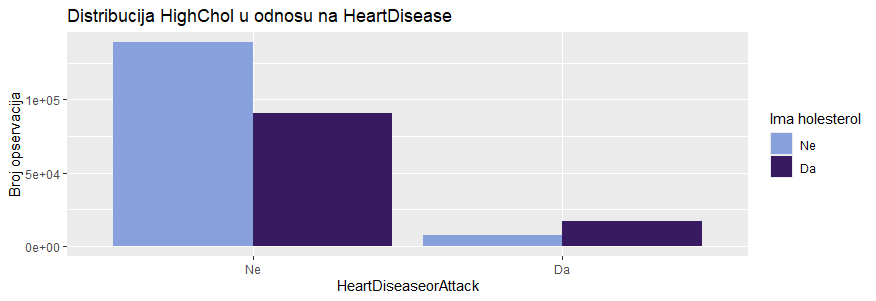 Distribucija HighChol u odnosu na HeartDisease
Broj opservacija
1e+05
5e+04
0e+00
Ne
Da
HeartDiseaseorAttack
Ima holesterol
Ne
Da